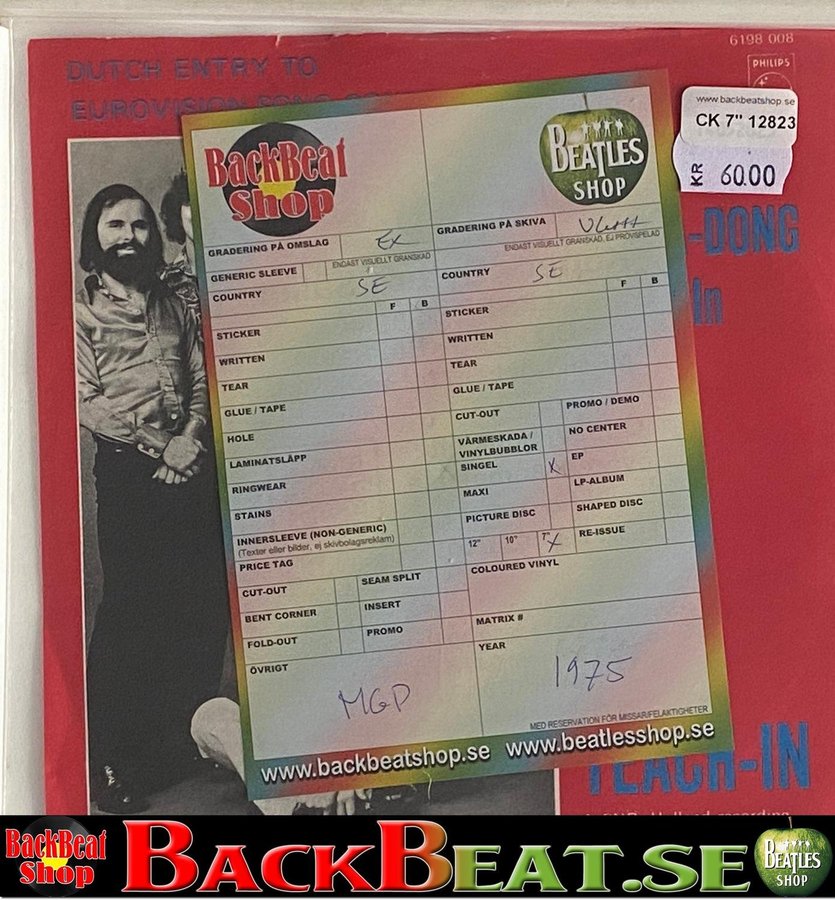 6198 008
PHILIPS
DUTCH ENTRY TO
EUROVISION SONG
www.backbeatshop.se
CK 7" 12823
KR 60.00
-DONG
In
BackBeat
Shop
BEATLES
SHOP
GRADERING PÅ OMSLAG Ex
ENDAST VISUELLT GRANSKAD
GENERIC SLEEVE
COUNTRY SE
F B
STICKER
WRITTEN
TEAR
GLUE / TAPE
HOLE
LAMINATSLÄPP
RINGWEAR
STAINS
INNERSLEEVE (NON-GENERIC)
(Texter eller bilder, ej skivbolagsreklam)
PRICE TAG
CUT-OUT SEAM SPLIT
BENT CORNER INSERT
FOLD-OUT PROMO
ÖVRIGT
MGP
GRADERING PÅ SKIVA
ENDAST VISUELLT GRANSKAD, EJ PROVSPELAD
COUNTRY SE
F B
STICKER
WRITTEN
TEAR
GLUE / TAPE
CUT-OUT PROMO / DEMO
VÄRMESKADA /
VINYLBUBBLOR NO CENTER
SINGEL X EP
MAXI LP-ALBUM
PICTURE DISC SHAPED DISC
12" 10" 7" X RE-ISSUE
COLOURED VINYL
MATRIX #
YEAR
1975
MED RESERVATION FÖR MISSAR/FELAKTIGHETER
www.backbeatshop.se www.beatlesshop.se
TEACH-IN
BackBeat
Shop
BACKBEAT.SE
BEATLES
SHOP